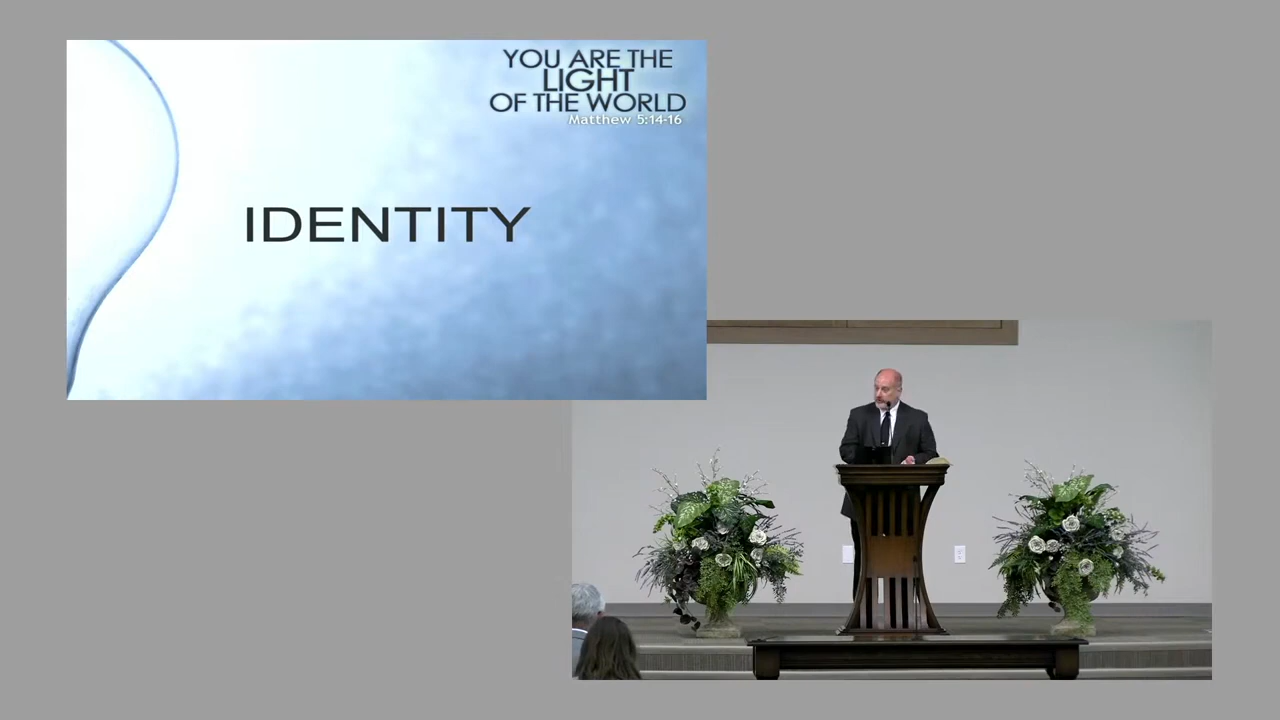 YOU ARE THE
LIGHT
OF THE WORLD
Matthew 5:14-16
IDENTITY